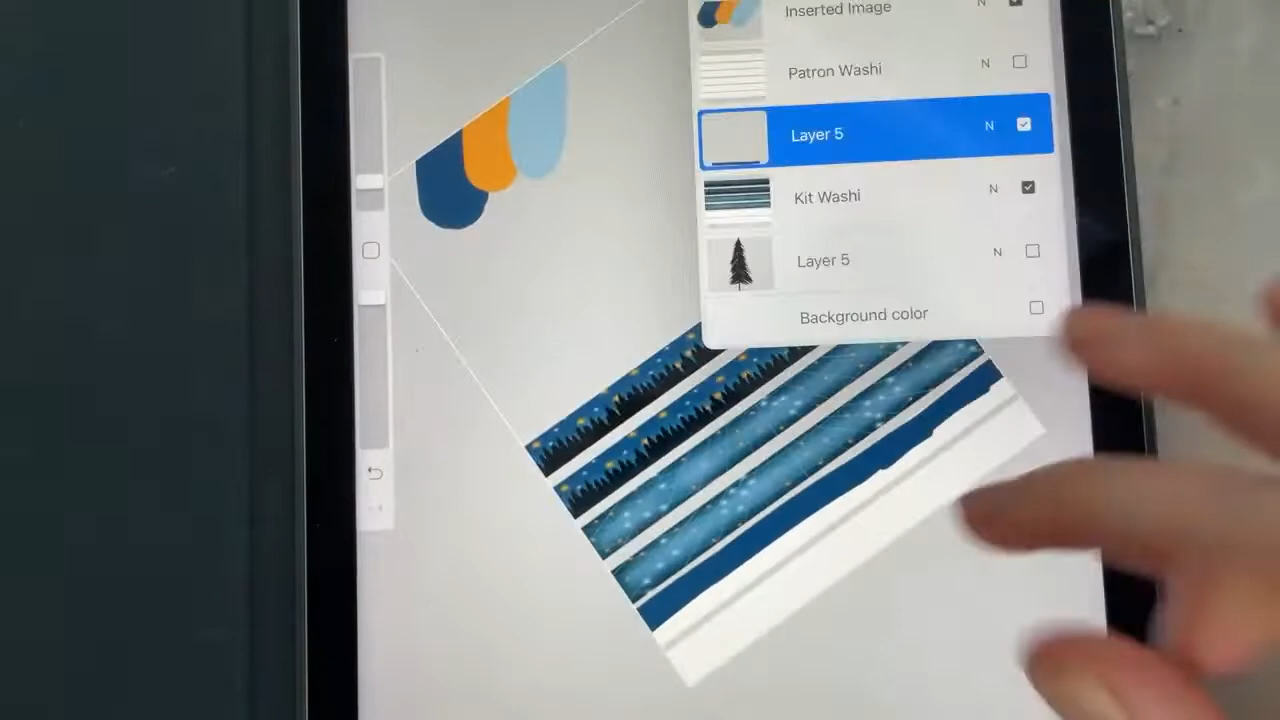 Inserted Image N
Patron Washi N
Layer 5 N
Kit Washi N
Layer 5 N
Background color